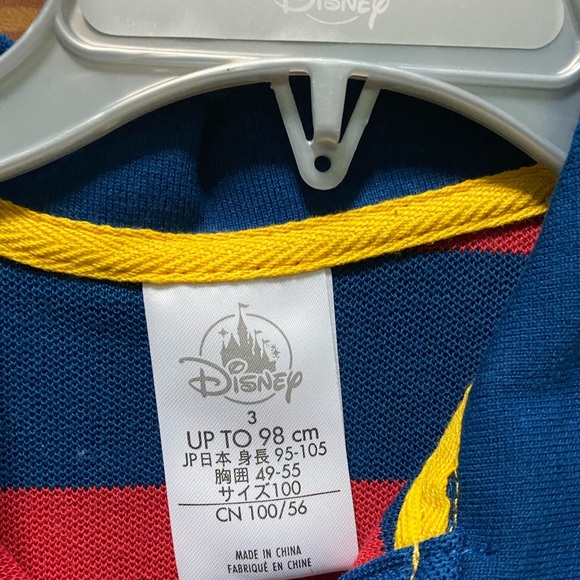 Disney
Disney
3
UP TO 98 cm
JP日本 身長 95-105
胸囲 49-55
サイズ100
CN 100/56
MADE IN CHINA
FABRIQUÉ EN CHINE